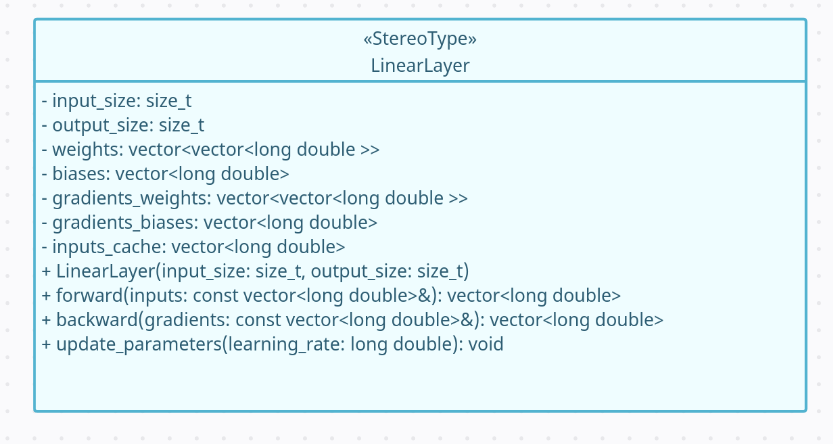 «StereoType»
LinearLayer
- input_size: size_t
- output_size: size_t
- weights: vector<vector<long double >>
- biases: vector<long double>
- gradients_weights: vector<vector<long double >>
- gradients_biases: vector<long double>
- inputs_cache: vector<long double>
+ LinearLayer(input_size: size_t, output_size: size_t)
+ forward(inputs: const vector<long double>&): vector<long double>
+ backward(gradients: const vector<long double>&): vector<long double>
+ update_parameters(learning_rate: long double): void